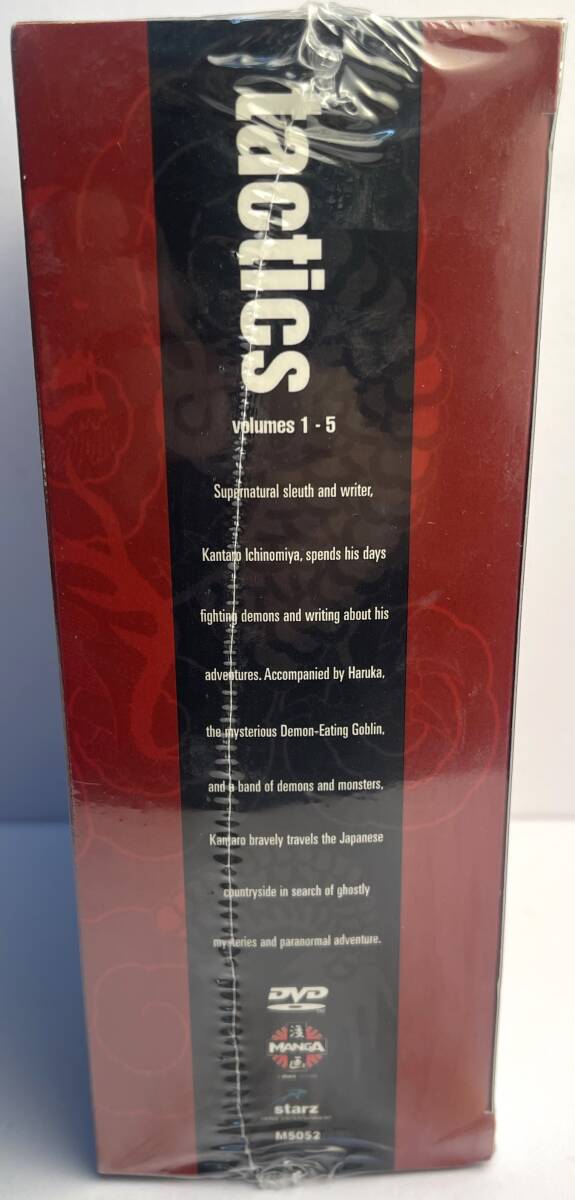 tactics
volumes 1 - 5
Supernatural sleuth and writer,
Kantaro Ichinomiya, spends his days
fighting demons and writing about his
adventures. Accompanied by Haruka,
the mysterious Demon-Eating Goblin,
and a band of demons and monsters,
Kantaro bravely travels the Japanese
countryside in search of ghostly
mysteries and paranormal adventure.
DVD
漫
MANGA
画
starz
M5052